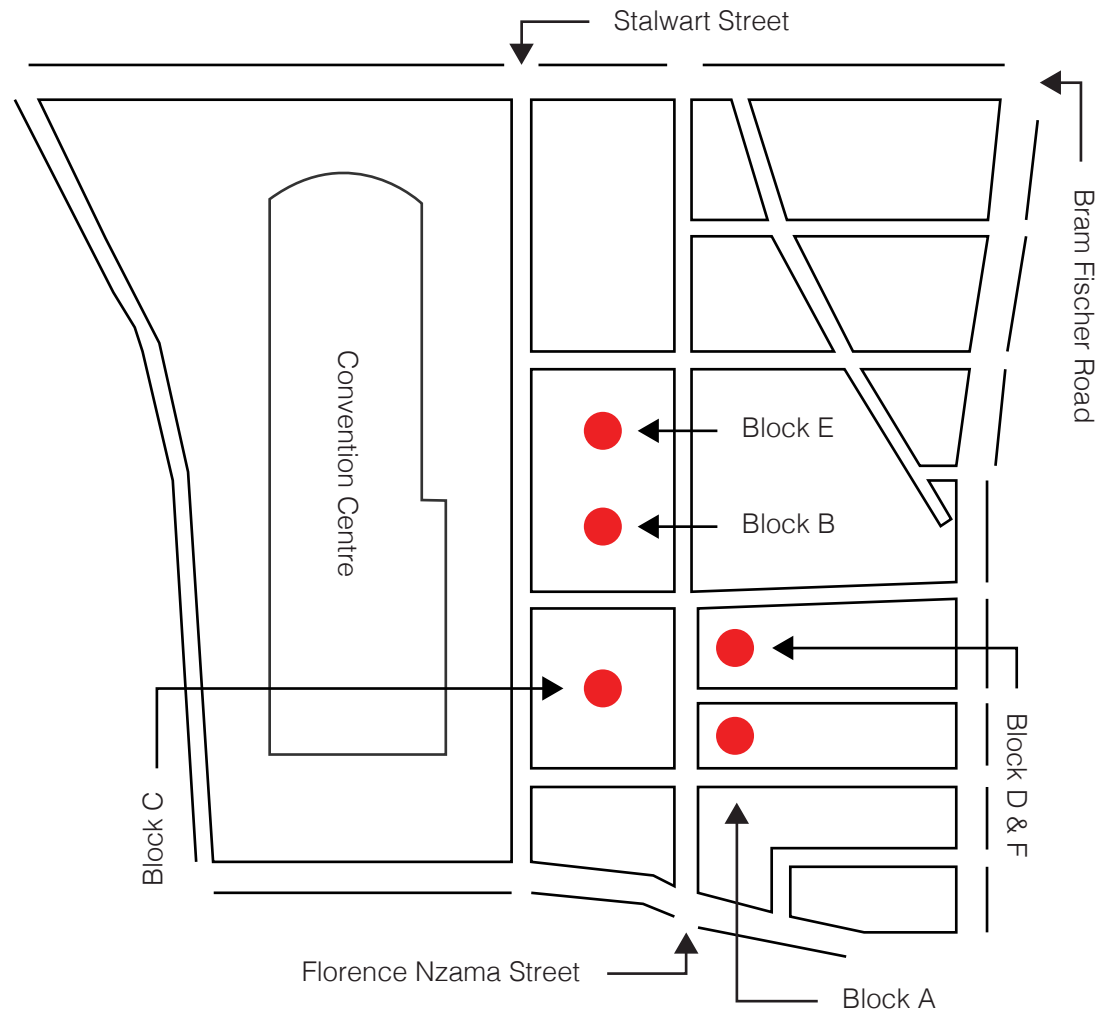 Stalwart Street
Bram Fischer Road
Convention Centre
Block E
Block B
Block C
Block D & F
Florence Nzama Street
Block A